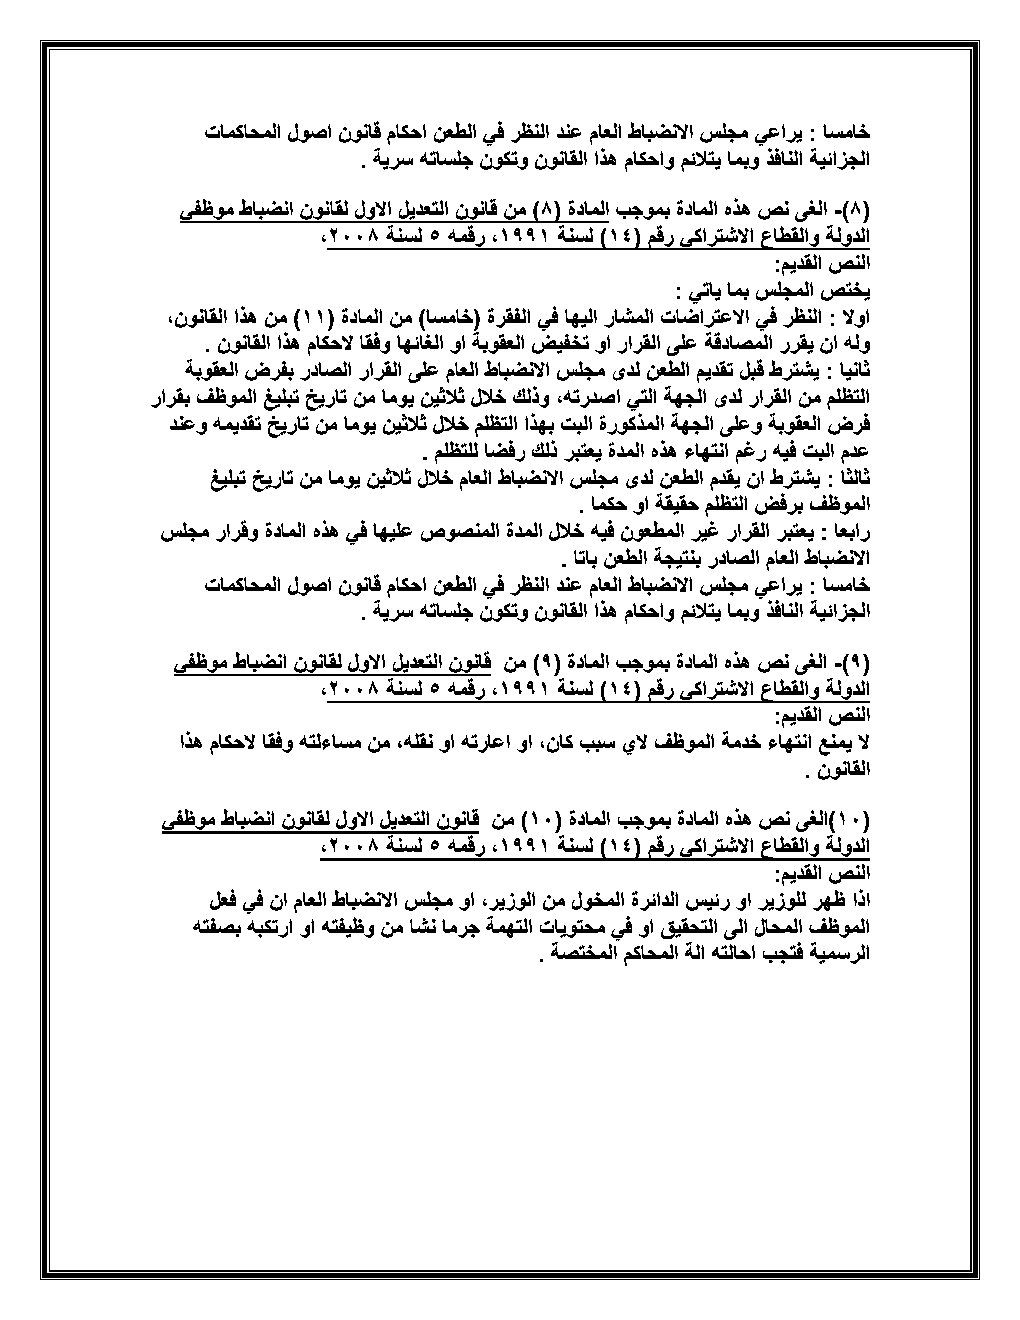 خامسا : يراعي مجلس الانضباط العام عند النظر في الطعن احكام قانون اصول المحاكمات
الجزائية النافذ وبما يتلائم واحكام هذا القانون وتكون جلساته سرية .
(٨)- الغى نص هذه المادة بموجب المادة (٨) من قانون التعديل الاول لقانون انضباط موظفي
الدولة والقطاع الاشتراكي رقم (١٤) لسنة ١٩٩١، رقمه ٥ لسنة ٢٠٠٨،
النص القديم:
يختص المجلس بما ياتي :
اولا : النظر في الاعتراضات المشار اليها في الفقرة (خامسا) من المادة (١١) من هذا القانون،
وله ان يقرر المصادقة على القرار او تخفيض العقوبة او الغائها وفقا لاحكام هذا القانون .
ثانيا : يشترط قبل تقديم الطعن لدى مجلس الانضباط العام على القرار الصادر بفرض العقوبة
التظلم من القرار لدى الجهة التي اصدرته، وذلك خلال ثلاثين يوما من تاريخ تبليغ الموظف بقرار
فرض العقوبة وعلى الجهة المذكورة البت بهذا التظلم خلال ثلاثين يوما من تاريخ تقديمه وعند
عدم البت فيه رغم انتهاء هذه المدة يعتبر ذلك رفضا للتظلم .
ثالثا : يشترط ان يقدم الطعن لدى مجلس الانضباط العام خلال ثلاثين يوما من تاريخ تبليغ
الموظف برفض التظلم حقيقة او حكما .
رابعا : يعتبر القرار غير المطعون فيه خلال المدة المنصوص عليها في هذه المادة وقرار مجلس
الانضباط العام الصادر بنتيجة الطعن باتا .
خامسا : يراعي مجلس الانضباط العام عند النظر في الطعن احكام قانون اصول المحاكمات
الجزائية النافذ وبما يتلائم واحكام هذا القانون وتكون جلساته سرية .
(٩)- الغى نص هذه المادة بموجب المادة (٩) من قانون التعديل الاول لقانون انضباط موظفي
الدولة والقطاع الاشتراكي رقم (١٤) لسنة ١٩٩١، رقمه ٥ لسنة ٢٠٠٨،
النص القديم:
لا يمنع انتهاء خدمة الموظف لاي سبب كان، او اعارته او نقله، من مساءلته وفقا لاحكام هذا
القانون .
(١٠)الغى نص هذه المادة بموجب المادة (١٠) من قانون التعديل الاول لقانون انضباط موظفي
الدولة والقطاع الاشتراكي رقم (١٤) لسنة ١٩٩١، رقمه ٥ لسنة ٢٠٠٨،
النص القديم:
اذا ظهر للوزير او رئيس الدائرة المخول من الوزير، او مجلس الانضباط العام ان في فعل
الموظف المحال الى التحقيق او في محتويات التهمة جرما نشا من وظيفته او ارتكبه بصفته
الرسمية فتجب احالته الة المحاكم المختصة .